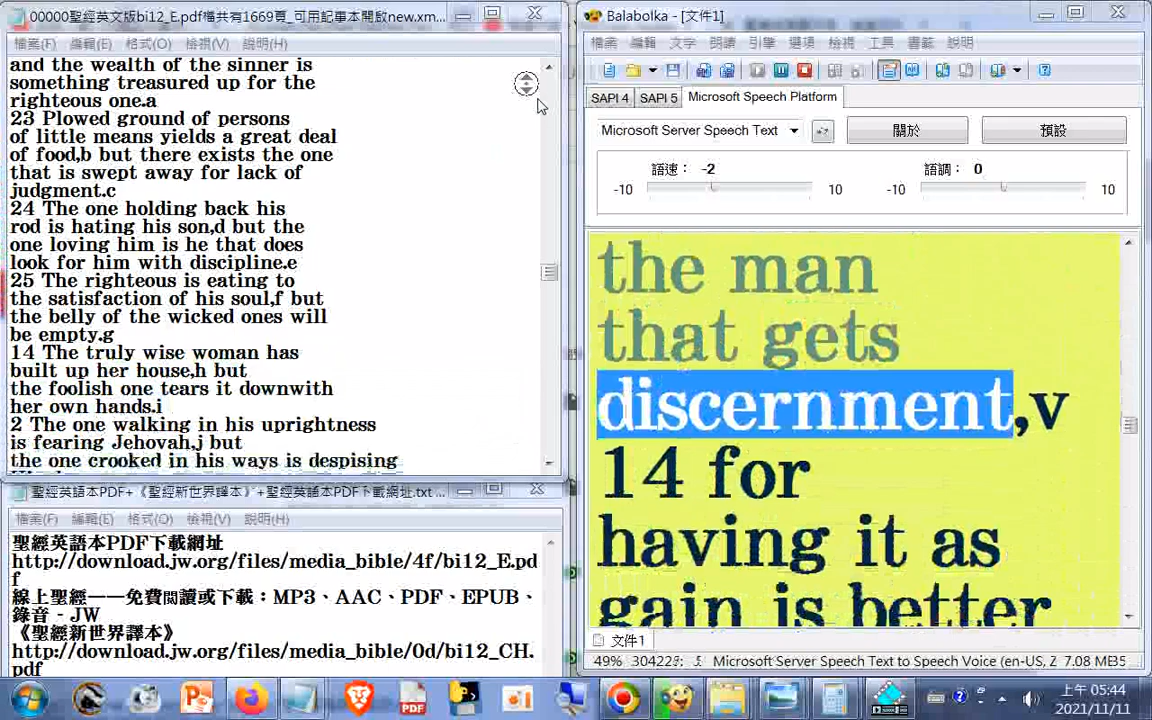 00000聖經英文版bi12_E.pdf檔共有1669頁_可用記事本開啟new.xm...
檔案(F) 編輯(E) 格式(O) 檢視(V) 說明(H)
and the wealth of the sinner is
something treasured up for the
righteous one.a
23 Plowed ground of persons
of little means yields a great deal
of food,b but there exists the one
that is swept away for lack of
judgment.c
24 The one holding back his
rod is hating his son,d but the
one loving him is he that does
look for him with discipline.e
25 The righteous is eating to
the satisfaction of his soul,f but
the belly of the wicked ones will
be empty.g
14 The truly wise woman has
built up her house,h but
the foolish one tears it downwith
her own hands.i
2 The one walking in his uprightness
is fearing Jehovah,j but
the one crooked in his ways is despising
聖經英語本PDF+《聖經新世界譯本》+聖經英語本PDF下載網址.txt ...
檔案(F) 編輯(E) 格式(O) 檢視(V) 說明(H)
聖經英語本PDF下載網址
http://download.jw.org/files/media_bible/4f/bi12_E.pd
f
線上聖經——免費閱讀或下載：MP3、AAC、PDF、EPUB、
錄音 - JW
《聖經新世界譯本》
http://download.jw.org/files/media_bible/0d/bi12_CH.
pdf
Balabolka - [文件1]
檔案 編輯 文字 朗讀 引擎 選項 檢視 工具 書籤 說明
SAPI 4 SAPI 5 Microsoft Speech Platform
Microsoft Server Speech Text 關於 預設
語速： -2 語調： 0
-10 10 -10 10
the man
that gets
discernment,v
14 for
having it as
gain is better
文件1
49% Microsoft Server Speech Text to Speech Voice (en-US, Z 7.08 MB
PDF
上午 05:44
2021/11/11